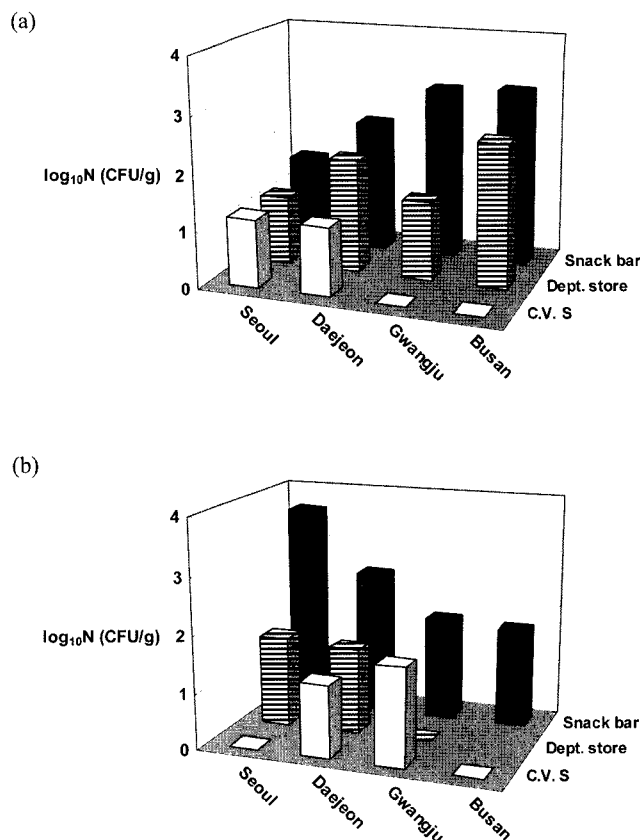 (a)
4
3
log₁₀N (CFU/g)
2
1
0
Snack bar
Dept. store
C.V. S
Seoul
Daejeon
Gwangju
Busan
(b)
4
3
log₁₀N (CFU/g)
2
1
0
Snack bar
Dept. store
C.V. S
Seoul
Daejeon
Gwangju
Busan